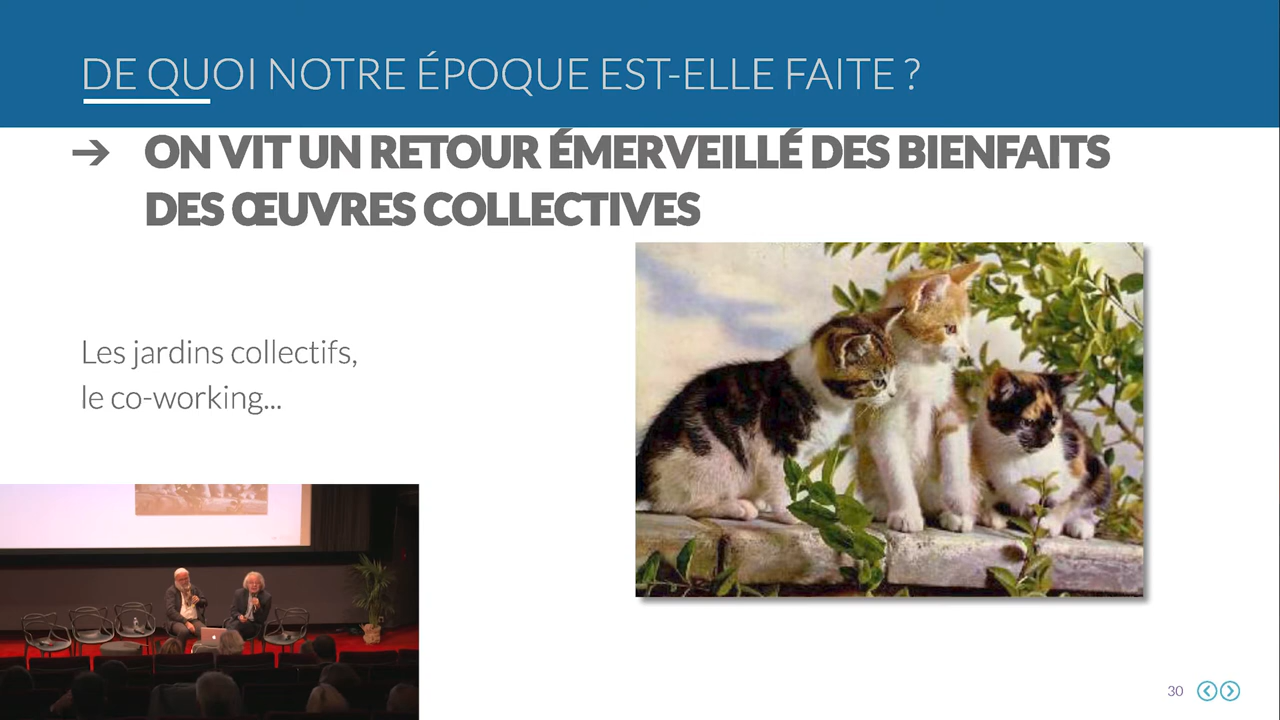 DE QUOI NOTRE ÉPOQUE EST-ELLE FAITE ?
➔ ON VIT UN RETOUR ÉMERVEILLÉ DES BIENFAITS
DES ŒUVRES COLLECTIVES
Les jardins collectifs,
le co-working...
30